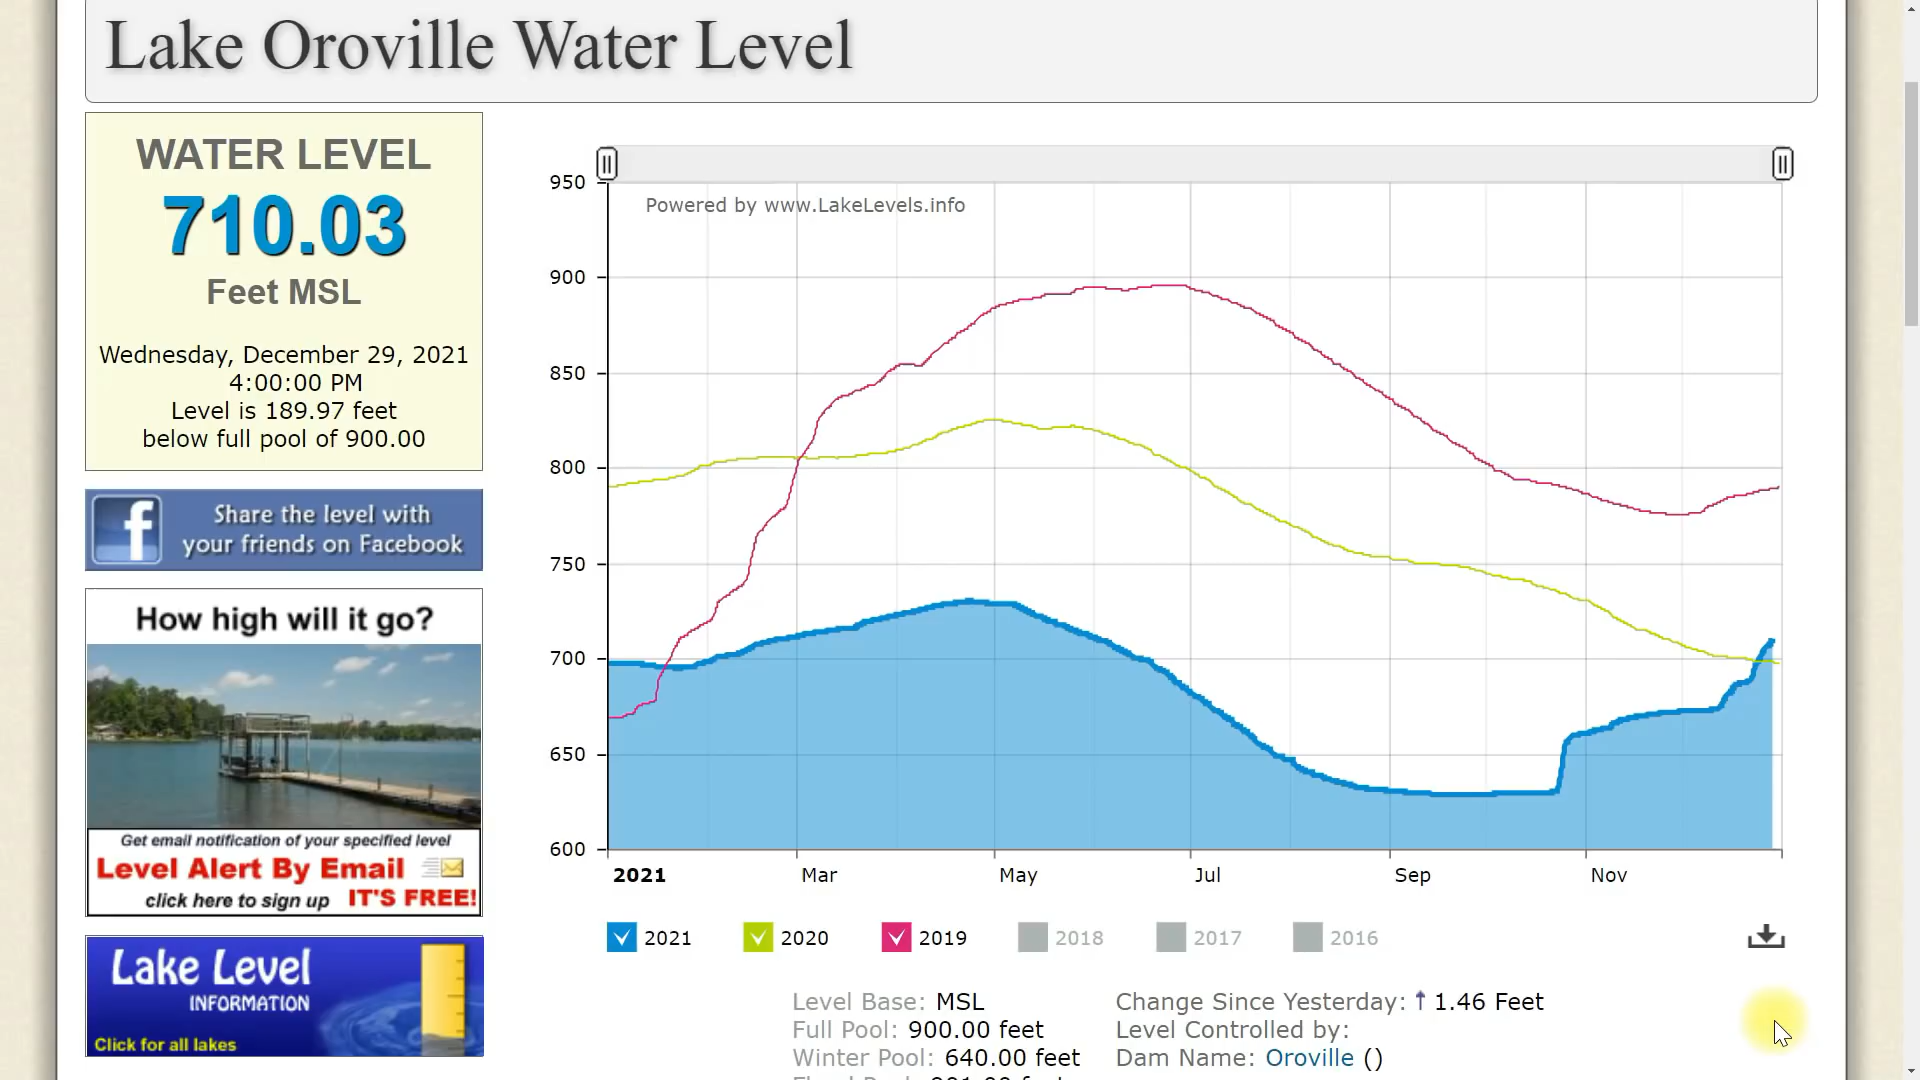 Lake Oroville Water Level
WATER LEVEL
710.03
Feet MSL
Wednesday, December 29, 2021
4:00:00 PM
Level is 189.97 feet
below full pool of 900.00
Share the level with
your friends on Facebook
How high will it go?
Get email notification of your specified level
Level Alert By Email
click here to sign up IT'S FREE!
Lake Level
INFORMATION
Click for all lakes
Powered by www.LakeLevels.info
950
900
850
800
750
700
650
600
2021 Mar May Jul Sep Nov
2021 2020 2019 2018 2017 2016
Level Base: MSL
Full Pool: 900.00 feet
Winter Pool: 640.00 feet
Change Since Yesterday: ↑ 1.46 Feet
Level Controlled by:
Dam Name: Oroville ()